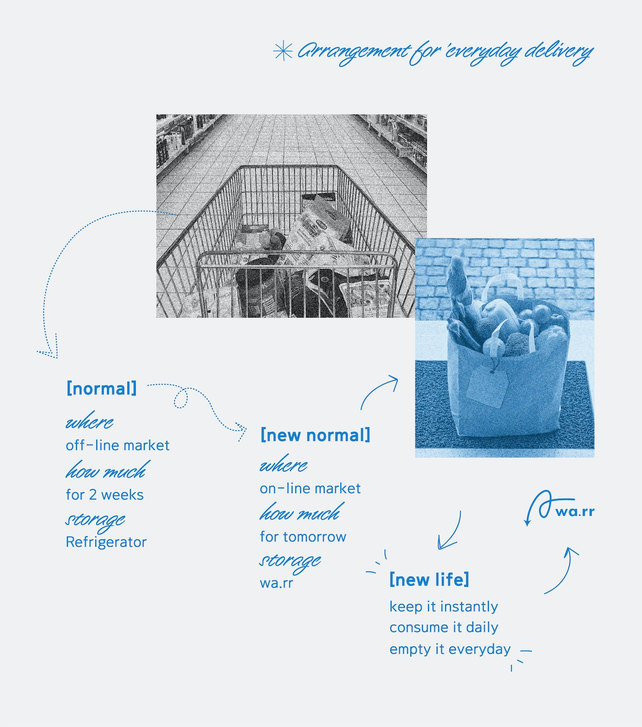 Arrangement for everyday delivery
[normal]
where
off-line market
how much
for 2 weeks
storage
Refrigerator
[new normal]
where
on-line market
how much
for tomorrow
storage
wa.rr
wa.rr
[new life]
keep it instantly
consume it daily
empty it everyday